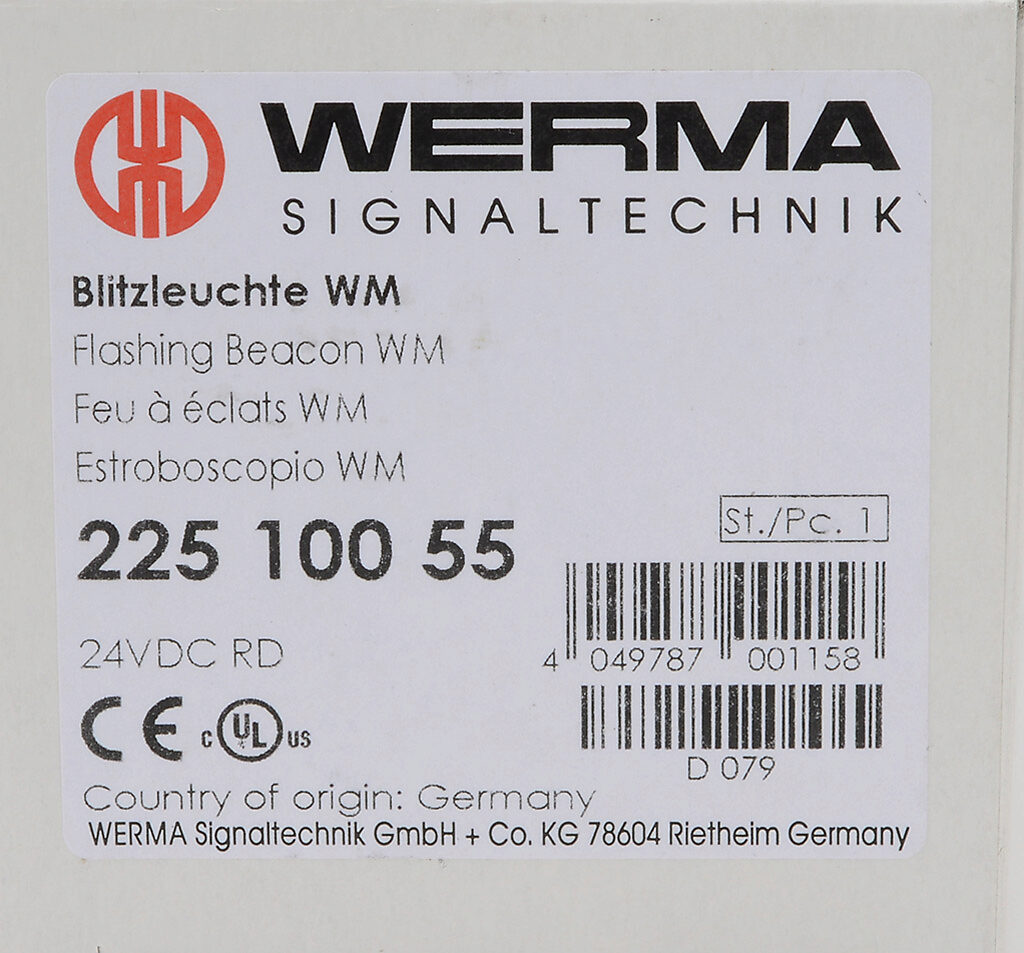 WERMA
SIGNALTECHNIK
Blitzleuchte WM
Flashing Beacon WM
Feu à éclats WM
Estroboscopio WM
225 100 55
St./Pc. 1
24VDC RD
4 049787 001158
CE c UL US
D 079
Country of origin: Germany
WERMA Signaltechnik GmbH + Co. KG 78604 Rietheim Germany